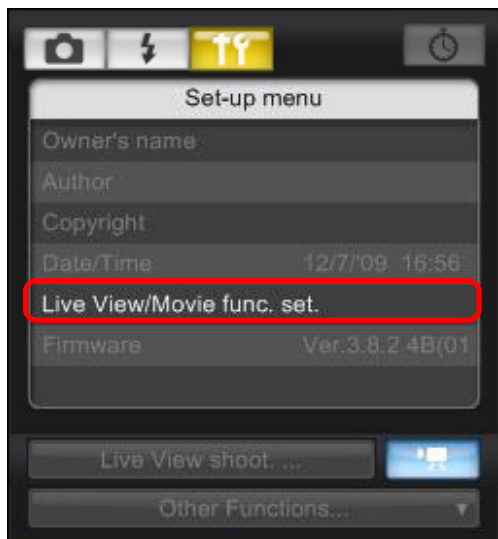 Set-up menu
Owner's name
Author
Copyright
Date/Time 12/7/'09 16:56
Live View/Movie func. set.
Firmware Ver.3.8.2 4B(01
Live View shoot. ...
Other Functions...